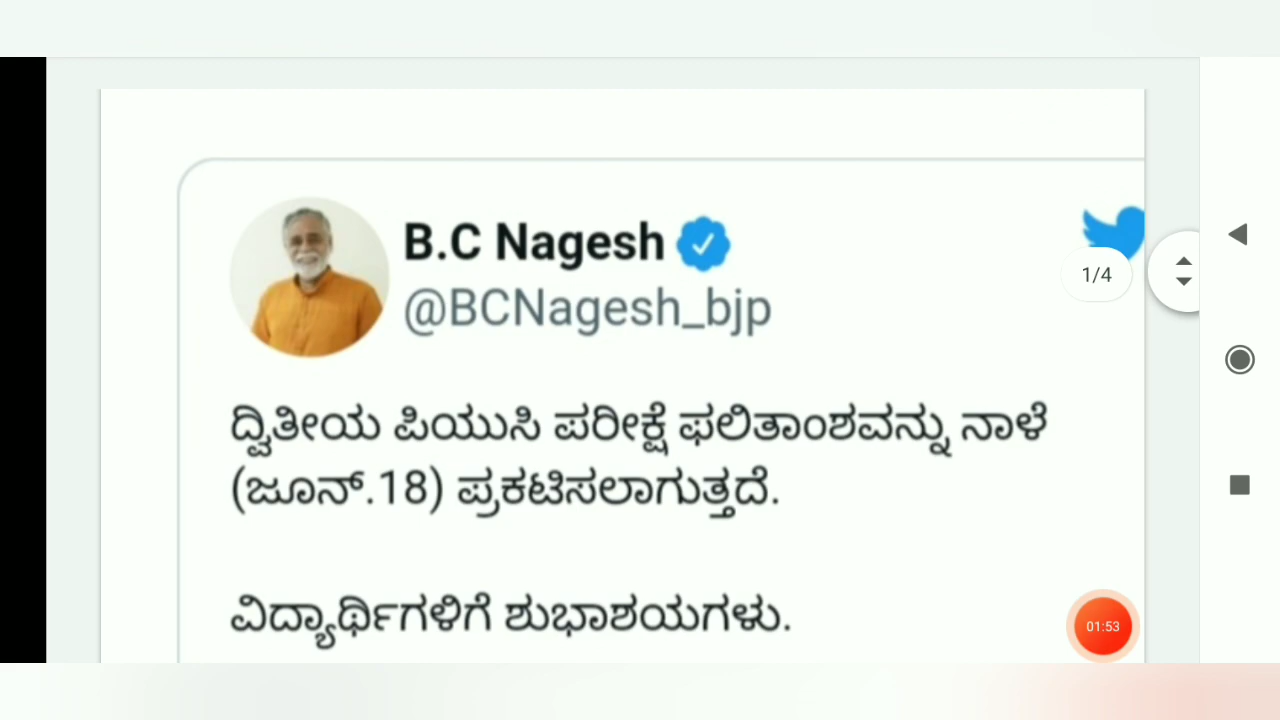 B.C Nagesh
@BCNagesh_bjp
1/4
ದ್ವಿತೀಯ ಪಿಯುಸಿ ಪರೀಕ್ಷೆ ಫಲಿತಾಂಶವನ್ನು ನಾಳೆ
(ಜೂನ್.18) ಪ್ರಕಟಿಸಲಾಗುತ್ತದೆ.
ವಿದ್ಯಾರ್ಥಿಗಳಿಗೆ ಶುಭಾಶಯಗಳು.
01:53